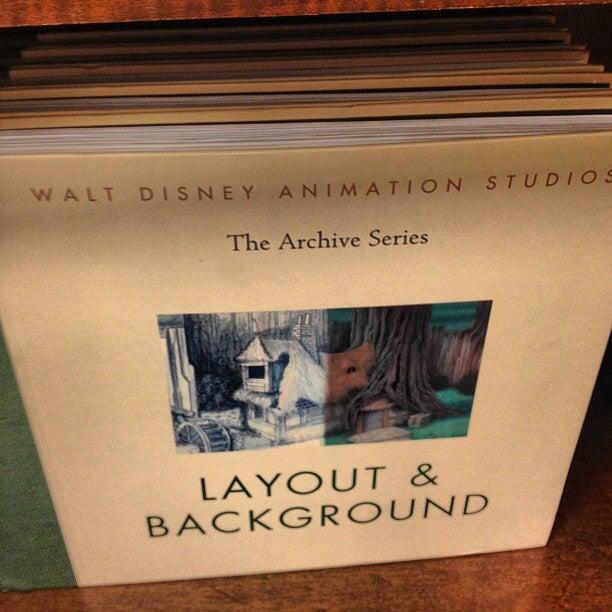 WALT DISNEY ANIMATION STUDIOS
The Archive Series
LAYOUT &
BACKGROUND